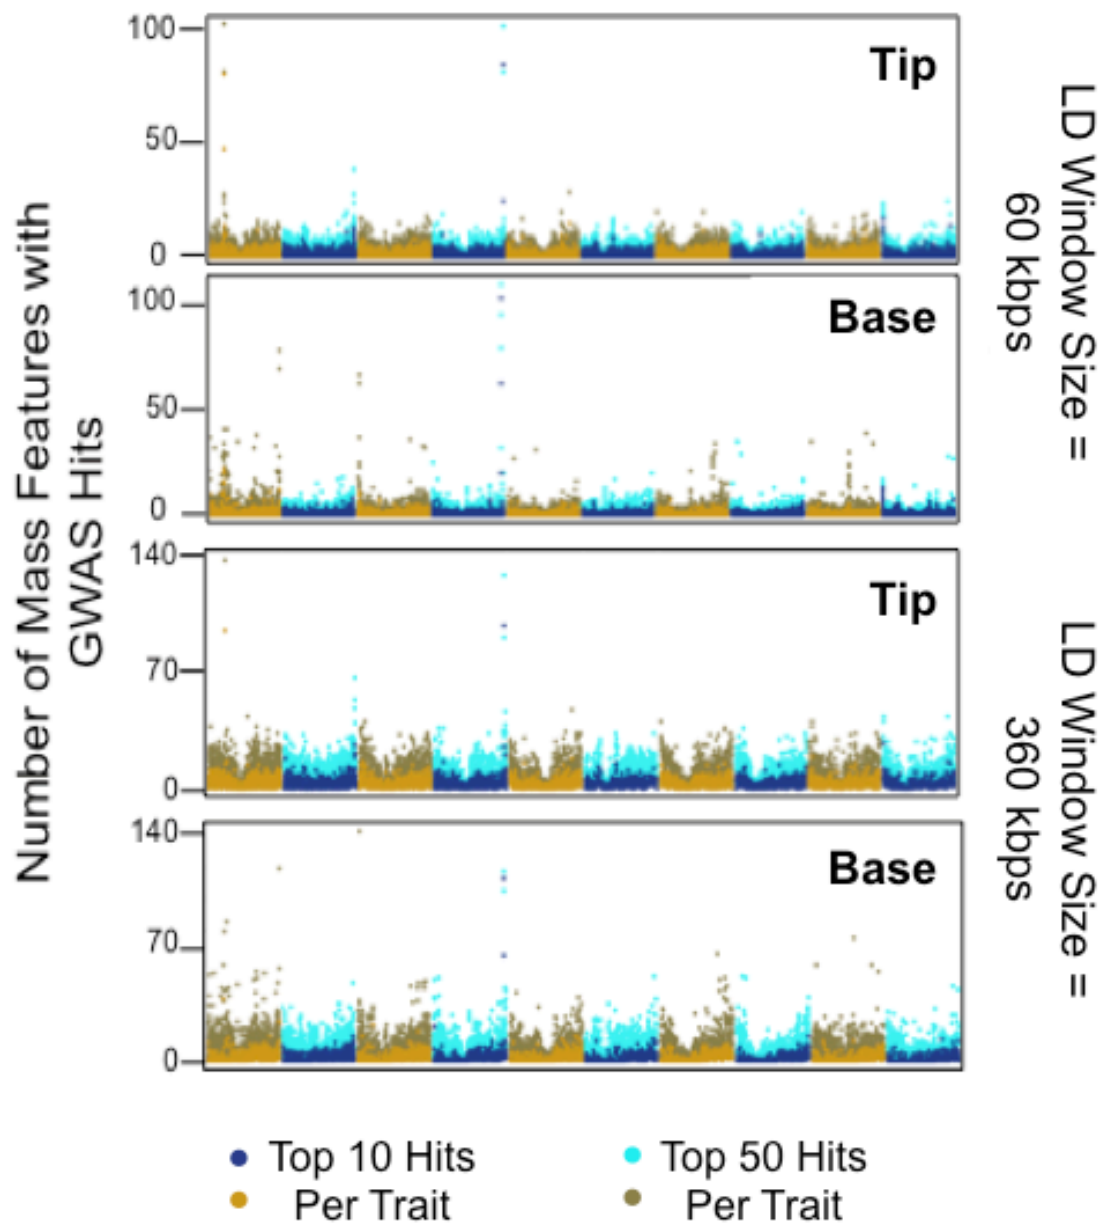 Number of Mass Features with
GWAS Hits
100
50
0
Tip
100
50
0
Base
LD Window Size =
60 kbps
140
70
0
Tip
140
70
0
Base
LD Window Size =
360 kbps
Top 10 Hits
Per Trait
Top 50 Hits
Per Trait